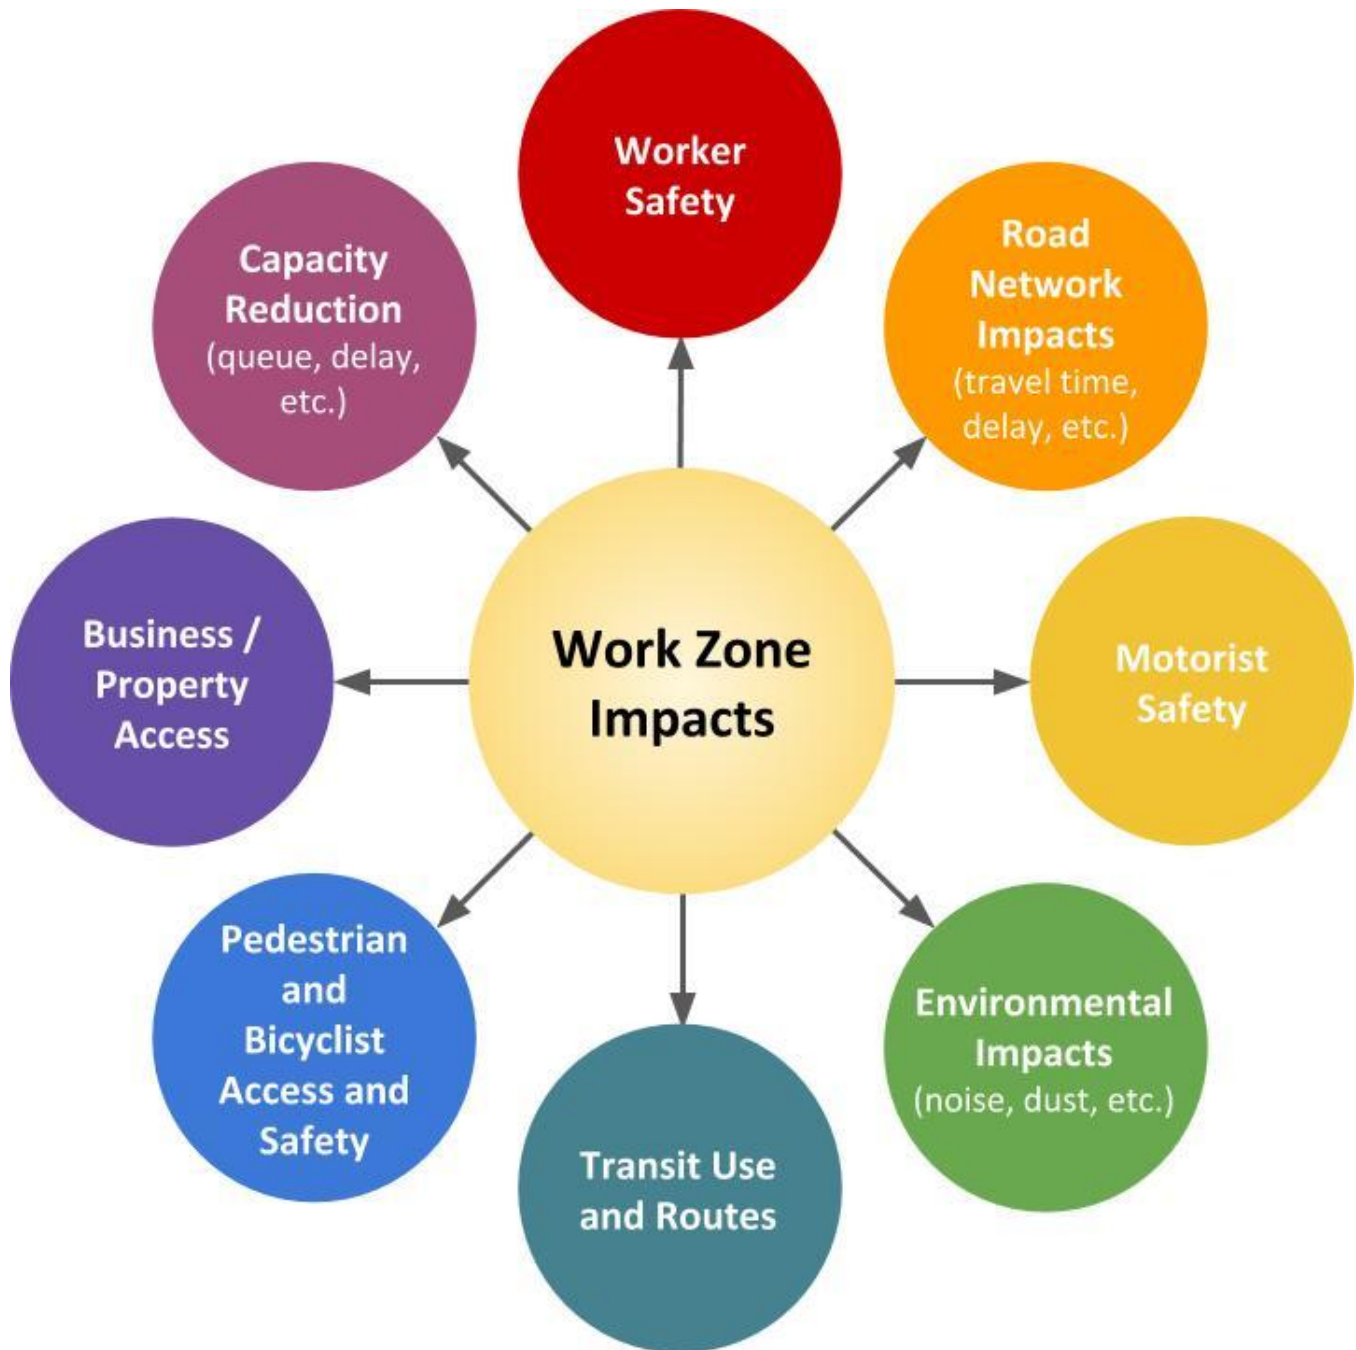 Worker
Safety
Road
Network
Impacts
(travel time,
delay, etc.)
Motorist
Safety
Environmental
Impacts
(noise, dust, etc.)
Transit Use
and Routes
Pedestrian
and
Bicyclist
Access and
Safety
Business /
Property
Access
Capacity
Reduction
(queue, delay,
etc.)
Work Zone
Impacts